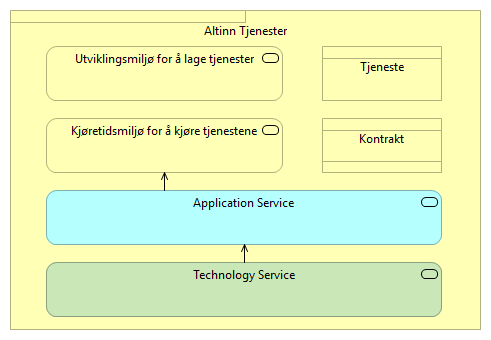 Altinn Tjenester
Utviklingsmiljø for å lage tjenester
Tjeneste
Kjøretidsmiljø for å kjøre tjenestene
Kontrakt
Application Service
Technology Service